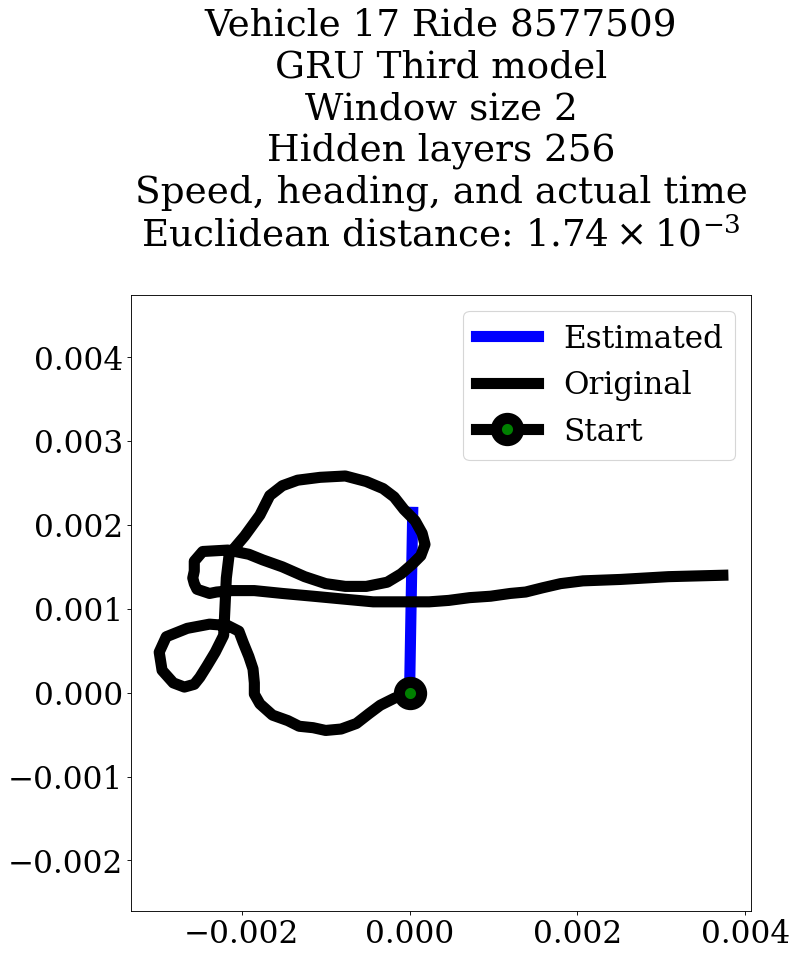 Vehicle 17 Ride 8577509
GRU Third model
Window size 2
Hidden layers 256
Speed, heading, and actual time
Euclidean distance: 1.74 × 10⁻³
Estimated
Original
Start
0.004
0.003
0.002
0.001
0.000
−0.001
−0.002
−0.002 0.000 0.002 0.004